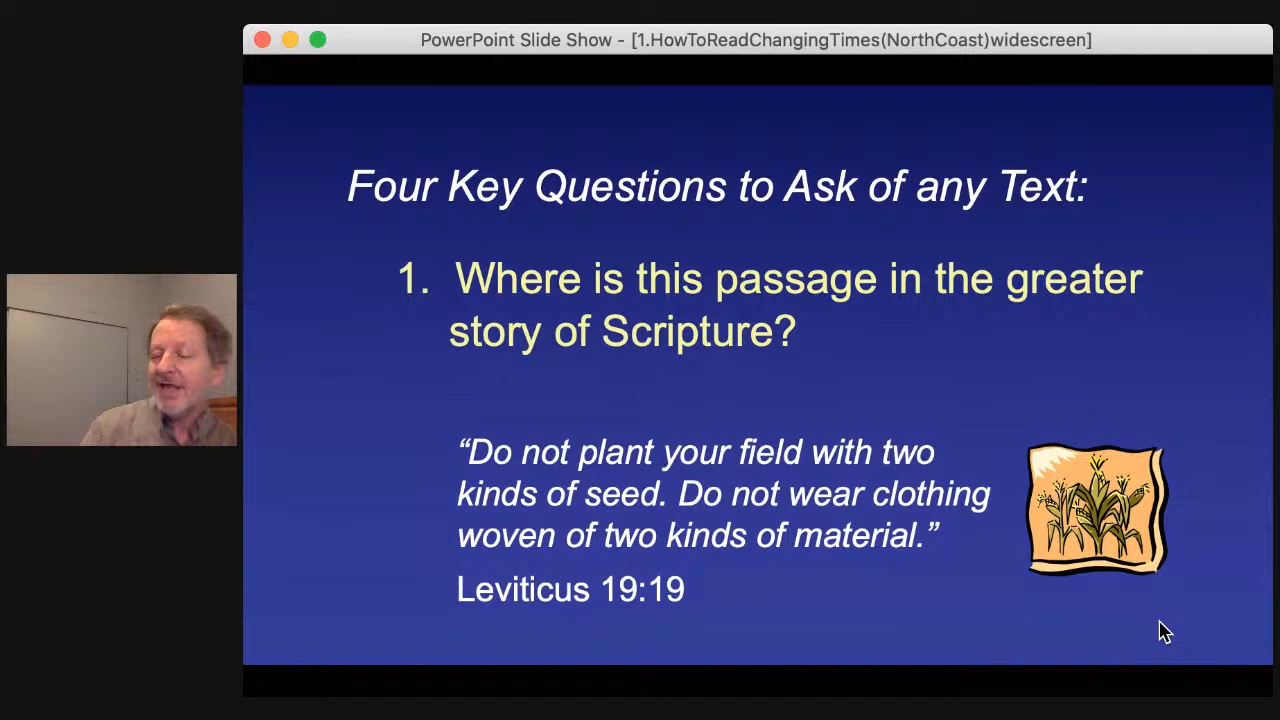 PowerPoint Slide Show - [1.HowToReadChangingTimes(NorthCoast)widescreen]
Four Key Questions to Ask of any Text:
1. Where is this passage in the greater
story of Scripture?
“Do not plant your field with two
kinds of seed. Do not wear clothing
woven of two kinds of material.”
Leviticus 19:19